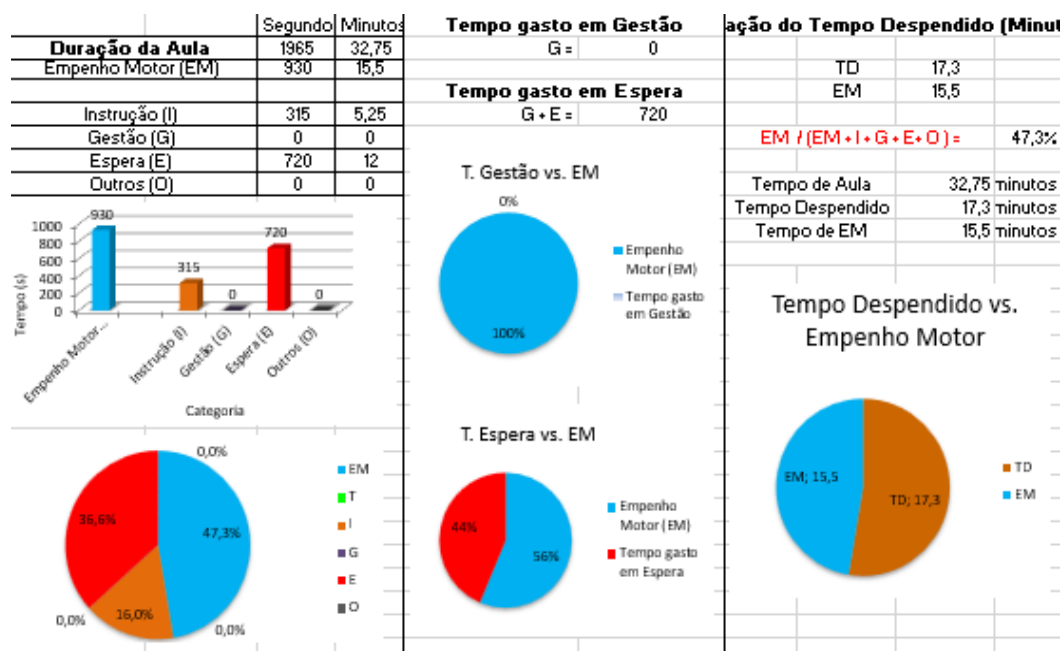 Segundo Minutos
Duração da Aula 1965 32,75
Empenho Motor (EM) 930 15,5
Instrução (I) 315 5,25
Gestão (G) 0 0
Espera (E) 720 12
Outros (O) 0 0
Tempo (s)
1000
800
600
400
200
0
930
315
0
720
0
Empenho Motor...
Instrução (I)
Gestão (G)
Espera (E)
Outros (O)
Categoria
0,0%
47,3%
0,0%
16,0%
0,0%
36,6%
EM
T
I
G
E
O
Tempo gasto em Gestão
G = 0
Tempo gasto em Espera
G + E = 720
T. Gestão vs. EM
0%
100%
Empenho
Motor (EM)
Tempo gasto
em Gestão
T. Espera vs. EM
44%
56%
Empenho
Motor (EM)
Tempo gasto
em Espera
ação do Tempo Despendido (Minut
TD 17,3
EM 15,5
EM / (EM + I + G + E + O ) = 47,3%
Tempo de Aula 32,75 minutos
Tempo Despendido 17,3 minutos
Tempo de EM 15,5 minutos
Tempo Despendido vs.
Empenho Motor
EM; 15,5
TD; 17,3
TD
EM